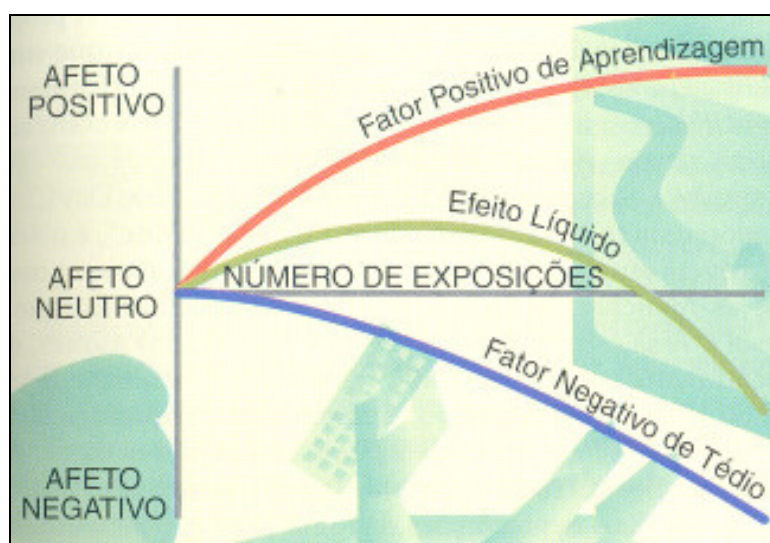 AFETO
POSITIVO
Fator Positivo de Aprendizagem
Efeito Líquido
AFETO
NEUTRO
NÚMERO DE EXPOSIÇÕES
Fator Negativo de Tédio
AFETO
NEGATIVO